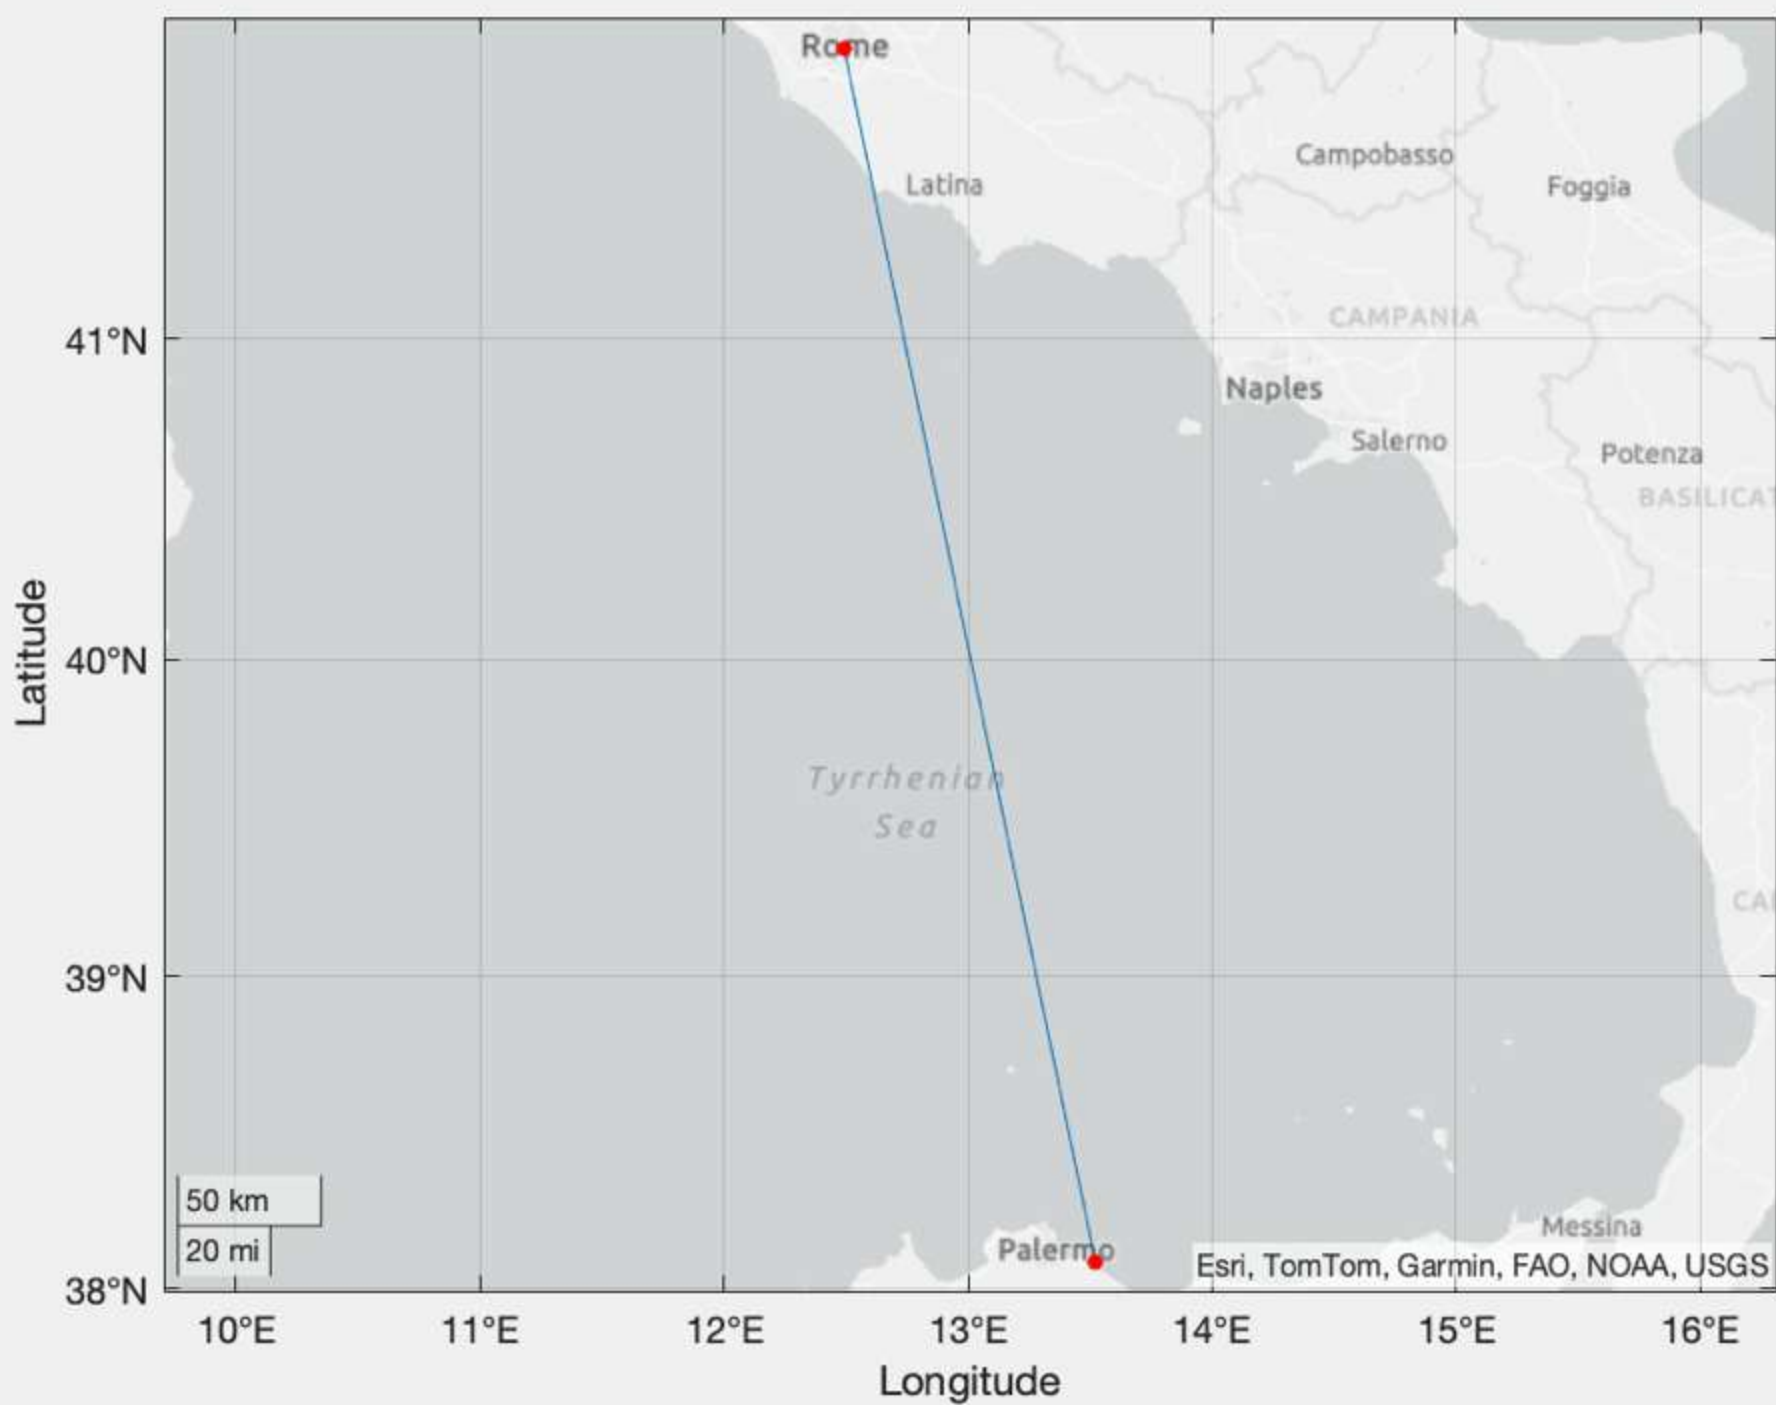 Rome
Campobasso
Latina
Foggia
CAMPANIA
41°N
Naples
Salerno
Potenza
BASILICAT
Latitude
40°N
Tyrrhenian
Sea
CAL
39°N
50 km
Messina
Palermo
20 mi
Esri, TomTom, Garmin, FAO, NOAA, USGS
38°N
10°E 11°E 12°E 13°E 14°E 15°E 16°E
Longitude